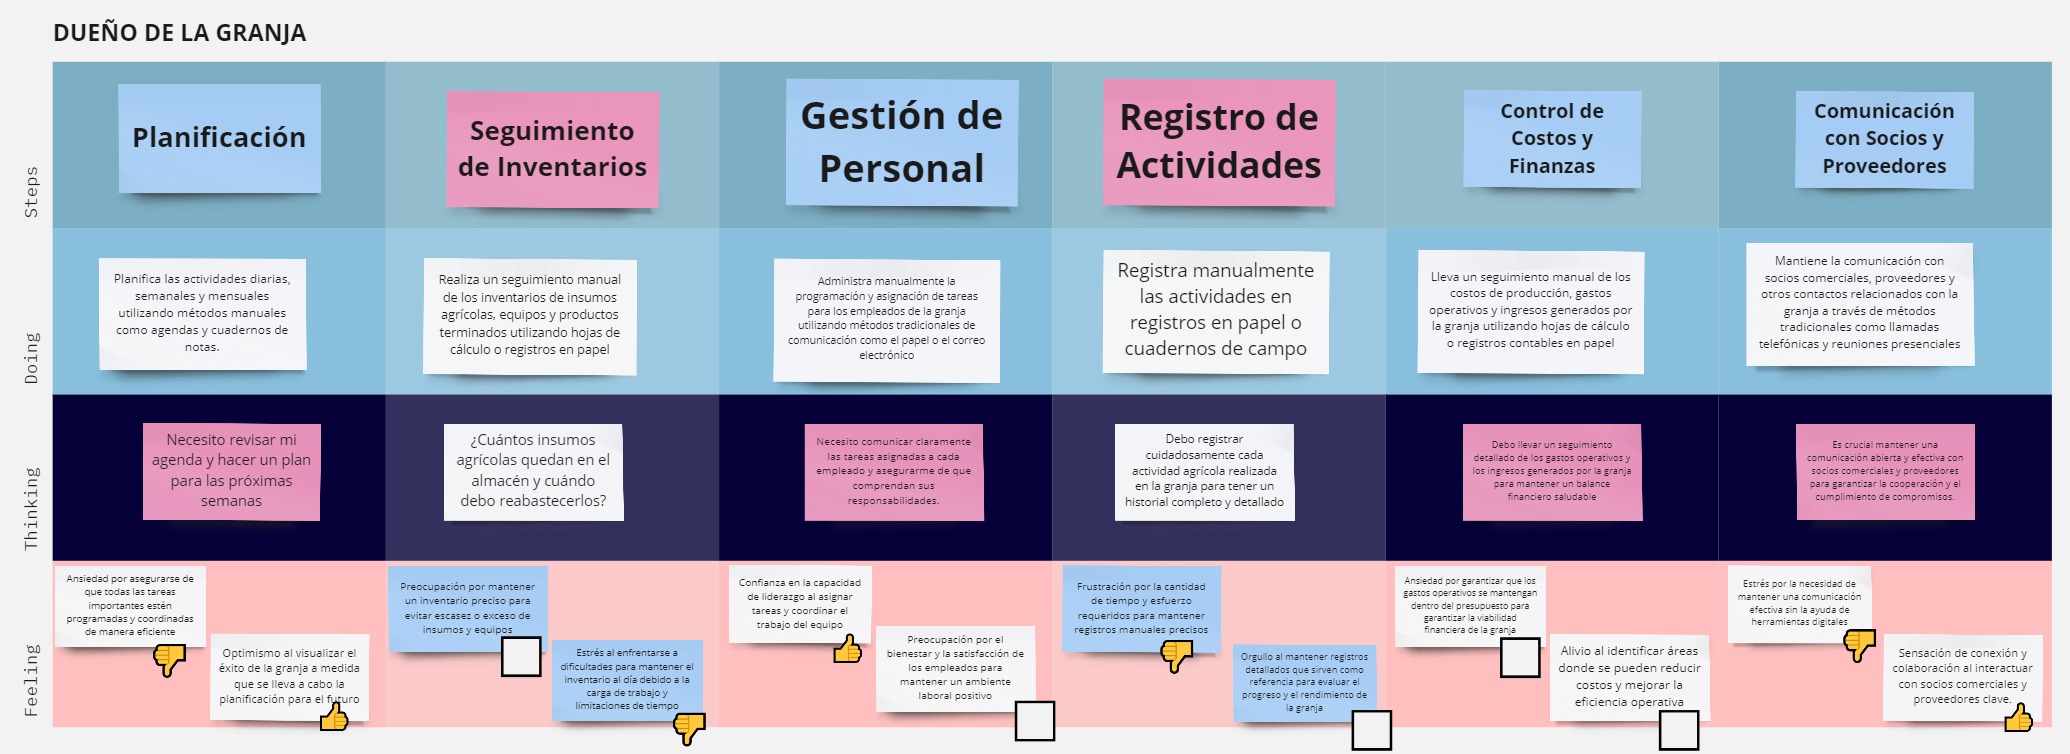 DUEÑO DE LA GRANJA
Steps
Planificación
Seguimiento
de Inventarios
Gestión de
Personal
Registro de
Actividades
Control de
Costos y
Finanzas
Comunicación
con Socios y
Proveedores
Doing
Planifica las actividades diarias,
semanales y mensuales
utilizando métodos manuales
como agendas y cuadernos de
notas.
Realiza un seguimiento manual
de los inventarios de insumos
agrícolas, equipos y productos
terminados utilizando hojas de
cálculo o registros en papel
Administra manualmente la
programación y asignación de tareas
para los empleados de la granja
utilizando métodos tradicionales de
comunicación como el papel o el correo
electrónico
Registra manualmente
las actividades en
registros en papel o
cuadernos de campo
Lleva un seguimiento manual de los
costos de producción, gastos
operativos y ingresos generados por
la granja utilizando hojas de cálculo
o registros contables en papel
Mantiene la comunicación con
socios comerciales, proveedores y
otros contactos relacionados con la
granja a través de métodos
tradicionales como llamadas
telefónicas y reuniones presenciales
Thinking
Necesito revisar mi
agenda y hacer un plan
para las próximas
semanas
¿Cuántos insumos
agrícolas quedan en el
almacén y cuándo
debo reabastecerlos?
Necesito comunicar claramente
las tareas asignadas a cada
empleado y asegurarme de que
comprendan sus
responsabilidades.
Debo registrar
cuidadosamente cada
actividad agrícola realizada
en la granja para tener un
historial completo y detallado
Debo llevar un seguimiento
detallado de los gastos operativos y
los ingresos generados por la granja
para mantener un balance
financiero saludable
Es crucial mantener una
comunicación abierta y efectiva con
socios comerciales y proveedores
para garantizar la cooperación y el
cumplimiento de compromisos.
Feeling
Ansiedad por asegurarse de
que todas las tareas
importantes estén
programadas y coordinadas
de manera eficiente
Optimismo al visualizar el
éxito de la granja a medida
que se lleva a cabo la
planificación para el futuro
Preocupación por mantener
un inventario preciso para
evitar escasez o exceso de
insumos y equipos
Estrés al enfrentarse a
dificultades para mantener el
inventario al día debido a la
carga de trabajo y
limitaciones de tiempo
Confianza en la capacidad
de liderazgo al asignar
tareas y coordinar el
trabajo del equipo
Preocupación por el
bienestar y la satisfacción de
los empleados para
mantener un ambiente
laboral positivo
Frustración por la cantidad
de tiempo y esfuerzo
requeridos para mantener
registros manuales precisos
Orgullo al mantener registros
detallados que sirven como
referencia para evaluar el
progreso y el rendimiento de
la granja
Ansiedad por garantizar que los
gastos operativos se mantengan
dentro del presupuesto para
garantizar la viabilidad
financiera de la granja
Alivio al identificar áreas
donde se pueden reducir
costos y mejorar la
eficiencia operativa
Estrés por la necesidad de
mantener una comunicación
efectiva sin la ayuda de
herramientas digitales
Sensación de conexión y
colaboración al interactuar
con socios comerciales y
proveedores clave.